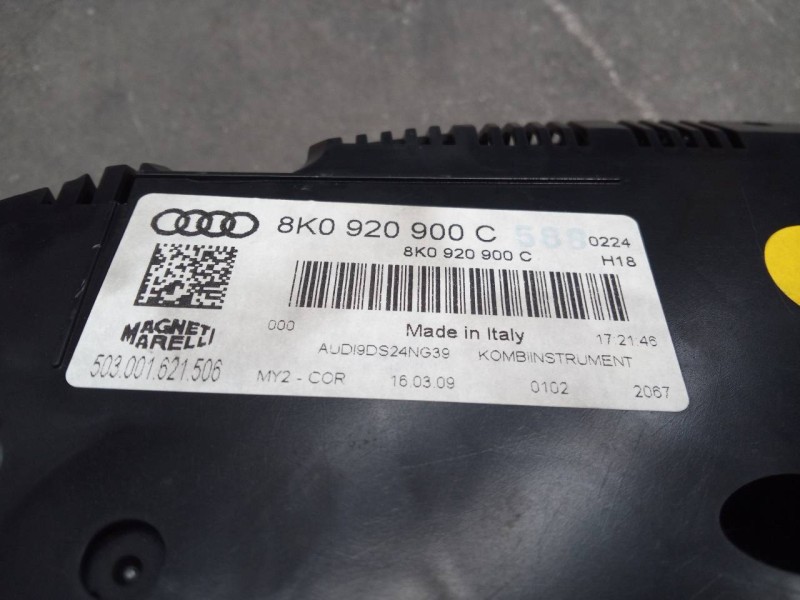 8K0 920 900 C 588 0224
8K0 920 900 C H18
000 Made in Italy 17:21:46
MAGNETI MARELLI
AUDI9DS24NG39 KOMBIINSTRUMENT
503.001.621.506
MY2 - COR 16.03.09 0102 2067